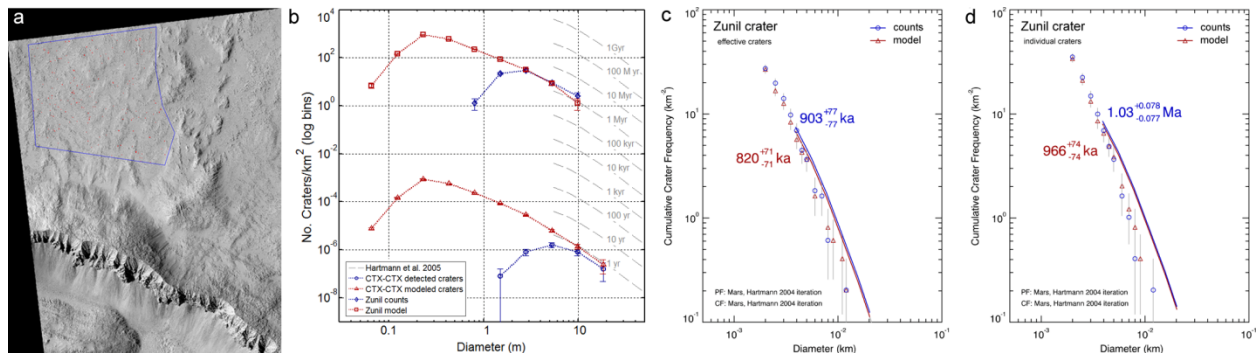 a
b
No. Craters/km² (log bins)
10⁴
10²
10⁰
10⁻²
10⁻⁴
10⁻⁶
10⁻⁸
1 Gyr
100 M yr.
10 Myr
1 Myr
100 kyr
10 kyr
1 kyr
100 yr
10 yr
1 yr
Hartmann et al. 2005
CTX-CTX detected craters
CTX-CTX modeled craters
Zunil counts
Zunil model
0.1 1 10
Diameter (m)
c
Zunil crater
effective craters
counts
model
Cumulative Crater Frequency (km⁻²)
10²
10¹
10⁰
10⁻¹
903 +77 -77 ka
820 +71 -71 ka
PF: Mars, Hartmann 2004 iteration
CF: Mars, Hartmann 2004 iteration
10⁻³ 10⁻² 10⁻¹
Diameter (km)
d
Zunil crater
individual craters
counts
model
Cumulative Crater Frequency (km⁻²)
10²
10¹
10⁰
10⁻¹
1.03 +0.078 -0.077 Ma
966 +74 -74 ka
PF: Mars, Hartmann 2004 iteration
CF: Mars, Hartmann 2004 iteration
10⁻³ 10⁻² 10⁻¹
Diameter (km)